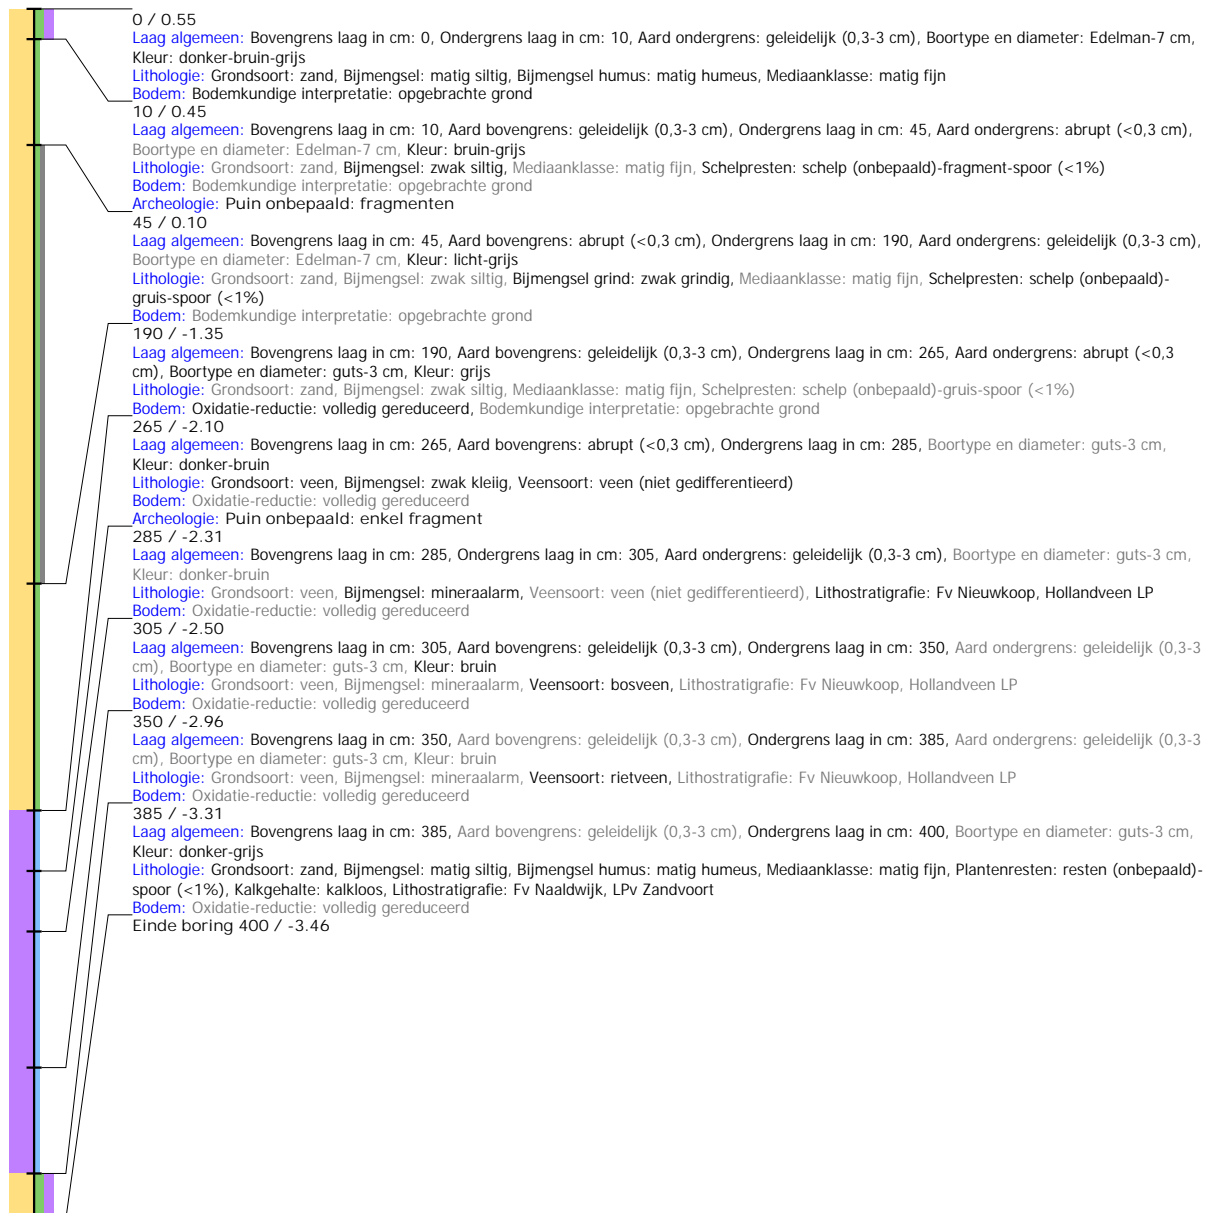 0 / 0.55
Laag algemeen: Bovengrens laag in cm: 0, Ondergrens laag in cm: 10, Aard ondergrens: geleidelijk (0,3-3 cm), Boortype en diameter: Edelman-7 cm,
Kleur: donker-bruin-grijs
Lithologie: Grondsoort: zand, Bijmengsel: matig siltig, Bijmengsel humus: matig humeus, Mediaanklasse: matig fijn
Bodem: Bodemkundige interpretatie: opgebrachte grond
10 / 0.45
Laag algemeen: Bovengrens laag in cm: 10, Aard bovengrens: geleidelijk (0,3-3 cm), Ondergrens laag in cm: 45, Aard ondergrens: abrupt (<0,3 cm),
Boortype en diameter: Edelman-7 cm, Kleur: bruin-grijs
Lithologie: Grondsoort: zand, Bijmengsel: zwak siltig, Mediaanklasse: matig fijn, Schelpresten: schelp (onbepaald)-fragment-spoor (<1%)
Bodem: Bodemkundige interpretatie: opgebrachte grond
Archeologie: Puin onbepaald: fragmenten
45 / 0.10
Laag algemeen: Bovengrens laag in cm: 45, Aard bovengrens: abrupt (<0,3 cm), Ondergrens laag in cm: 190, Aard ondergrens: geleidelijk (0,3-3 cm),
Boortype en diameter: Edelman-7 cm, Kleur: licht-grijs
Lithologie: Grondsoort: zand, Bijmengsel: zwak siltig, Bijmengsel grind: zwak grindig, Mediaanklasse: matig fijn, Schelpresten: schelp (onbepaald)-
gruis-spoor (<1%)
Bodem: Bodemkundige interpretatie: opgebrachte grond
190 / -1.35
Laag algemeen: Bovengrens laag in cm: 190, Aard bovengrens: geleidelijk (0,3-3 cm), Ondergrens laag in cm: 265, Aard ondergrens: abrupt (<0,3
cm), Boortype en diameter: guts-3 cm, Kleur: grijs
Lithologie: Grondsoort: zand, Bijmengsel: zwak siltig, Mediaanklasse: matig fijn, Schelpresten: schelp (onbepaald)-gruis-spoor (<1%)
Bodem: Oxidatie-reductie: volledig gereduceerd, Bodemkundige interpretatie: opgebrachte grond
265 / -2.10
Laag algemeen: Bovengrens laag in cm: 265, Aard bovengrens: abrupt (<0,3 cm), Ondergrens laag in cm: 285, Boortype en diameter: guts-3 cm,
Kleur: donker-bruin
Lithologie: Grondsoort: veen, Bijmengsel: zwak kleiig, Veensoort: veen (niet gedifferentieerd)
Bodem: Oxidatie-reductie: volledig gereduceerd
Archeologie: Puin onbepaald: enkel fragment
285 / -2.31
Laag algemeen: Bovengrens laag in cm: 285, Ondergrens laag in cm: 305, Aard ondergrens: geleidelijk (0,3-3 cm), Boortype en diameter: guts-3 cm,
Kleur: donker-bruin
Lithologie: Grondsoort: veen, Bijmengsel: mineraalarm, Veensoort: veen (niet gedifferentieerd), Lithostratigrafie: Fv Nieuwkoop, Hollandveen LP
Bodem: Oxidatie-reductie: volledig gereduceerd
305 / -2.50
Laag algemeen: Bovengrens laag in cm: 305, Aard bovengrens: geleidelijk (0,3-3 cm), Ondergrens laag in cm: 350, Aard ondergrens: geleidelijk (0,3-3
cm), Boortype en diameter: guts-3 cm, Kleur: bruin
Lithologie: Grondsoort: veen, Bijmengsel: mineraalarm, Veensoort: bosveen, Lithostratigrafie: Fv Nieuwkoop, Hollandveen LP
Bodem: Oxidatie-reductie: volledig gereduceerd
350 / -2.96
Laag algemeen: Bovengrens laag in cm: 350, Aard bovengrens: geleidelijk (0,3-3 cm), Ondergrens laag in cm: 385, Aard ondergrens: geleidelijk (0,3-3
cm), Boortype en diameter: guts-3 cm, Kleur: bruin
Lithologie: Grondsoort: veen, Bijmengsel: mineraalarm, Veensoort: rietveen, Lithostratigrafie: Fv Nieuwkoop, Hollandveen LP
Bodem: Oxidatie-reductie: volledig gereduceerd
385 / -3.31
Laag algemeen: Bovengrens laag in cm: 385, Aard bovengrens: geleidelijk (0,3-3 cm), Ondergrens laag in cm: 400, Boortype en diameter: guts-3 cm,
Kleur: donker-grijs
Lithologie: Grondsoort: zand, Bijmengsel: matig siltig, Bijmengsel humus: matig humeus, Mediaanklasse: matig fijn, Plantenresten: resten (onbepaald)-
spoor (<1%), Kalkgehalte: kalkloos, Lithostratigrafie: Fv Naaldwijk, LPv Zandvoort
Bodem: Oxidatie-reductie: volledig gereduceerd
Einde boring 400 / -3.46